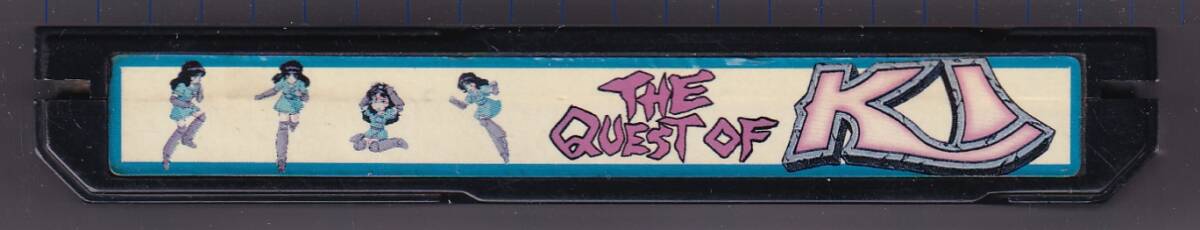 THE
QUEST OF
KI